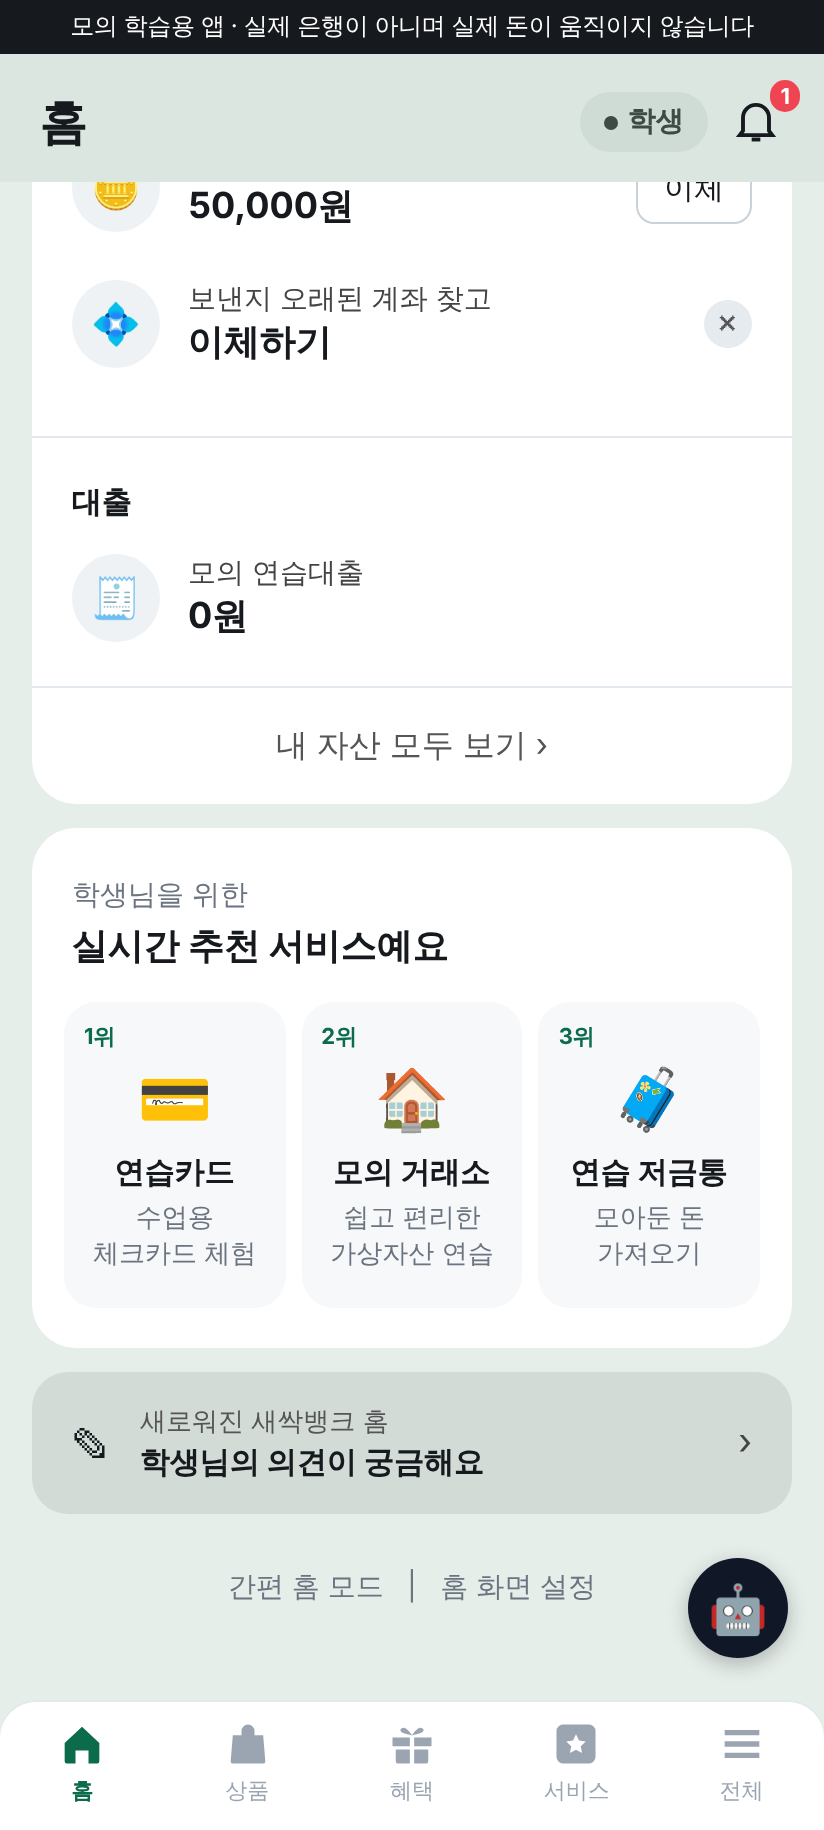 모의 학습용 앱 · 실제 은행이 아니며 실제 돈이 움직이지 않습니다
홈
● 학생
1
50,000원
이체
보낸지 오래된 계좌 찾고
이체하기
×
대출
모의 연습대출
0원
내 자산 모두 보기 ›
학생님을 위한
실시간 추천 서비스예요
1위
연습카드
수업용
체크카드 체험
2위
모의 거래소
쉽고 편리한
가상자산 연습
3위
연습 저금통
모아둔 돈
가져오기
새로워진 새싹뱅크 홈
학생님의 의견이 궁금해요
›
간편 홈 모드 | 홈 화면 설정
홈
상품
혜택
서비스
전체